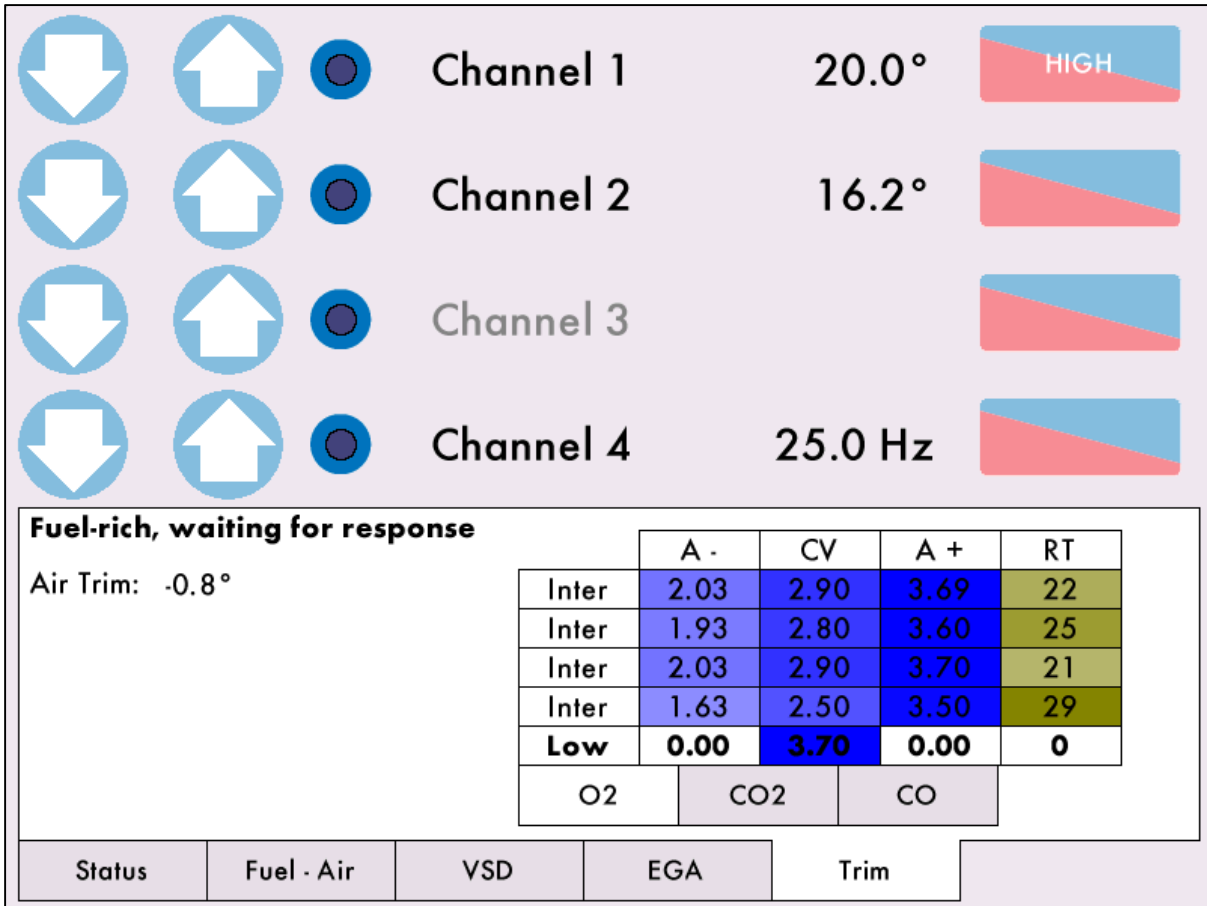 Channel 1 20.0° HIGH
Channel 2 16.2°
Channel 3
Channel 4 25.0 Hz
Fuel-rich, waiting for response
Air Trim: -0.8°
A - CV A + RT
Inter 2.03 2.90 3.69 22
Inter 1.93 2.80 3.60 25
Inter 2.03 2.90 3.70 21
Inter 1.63 2.50 3.50 29
Low 0.00 3.70 0.00 0
O2 CO2 CO
Status Fuel - Air VSD EGA Trim